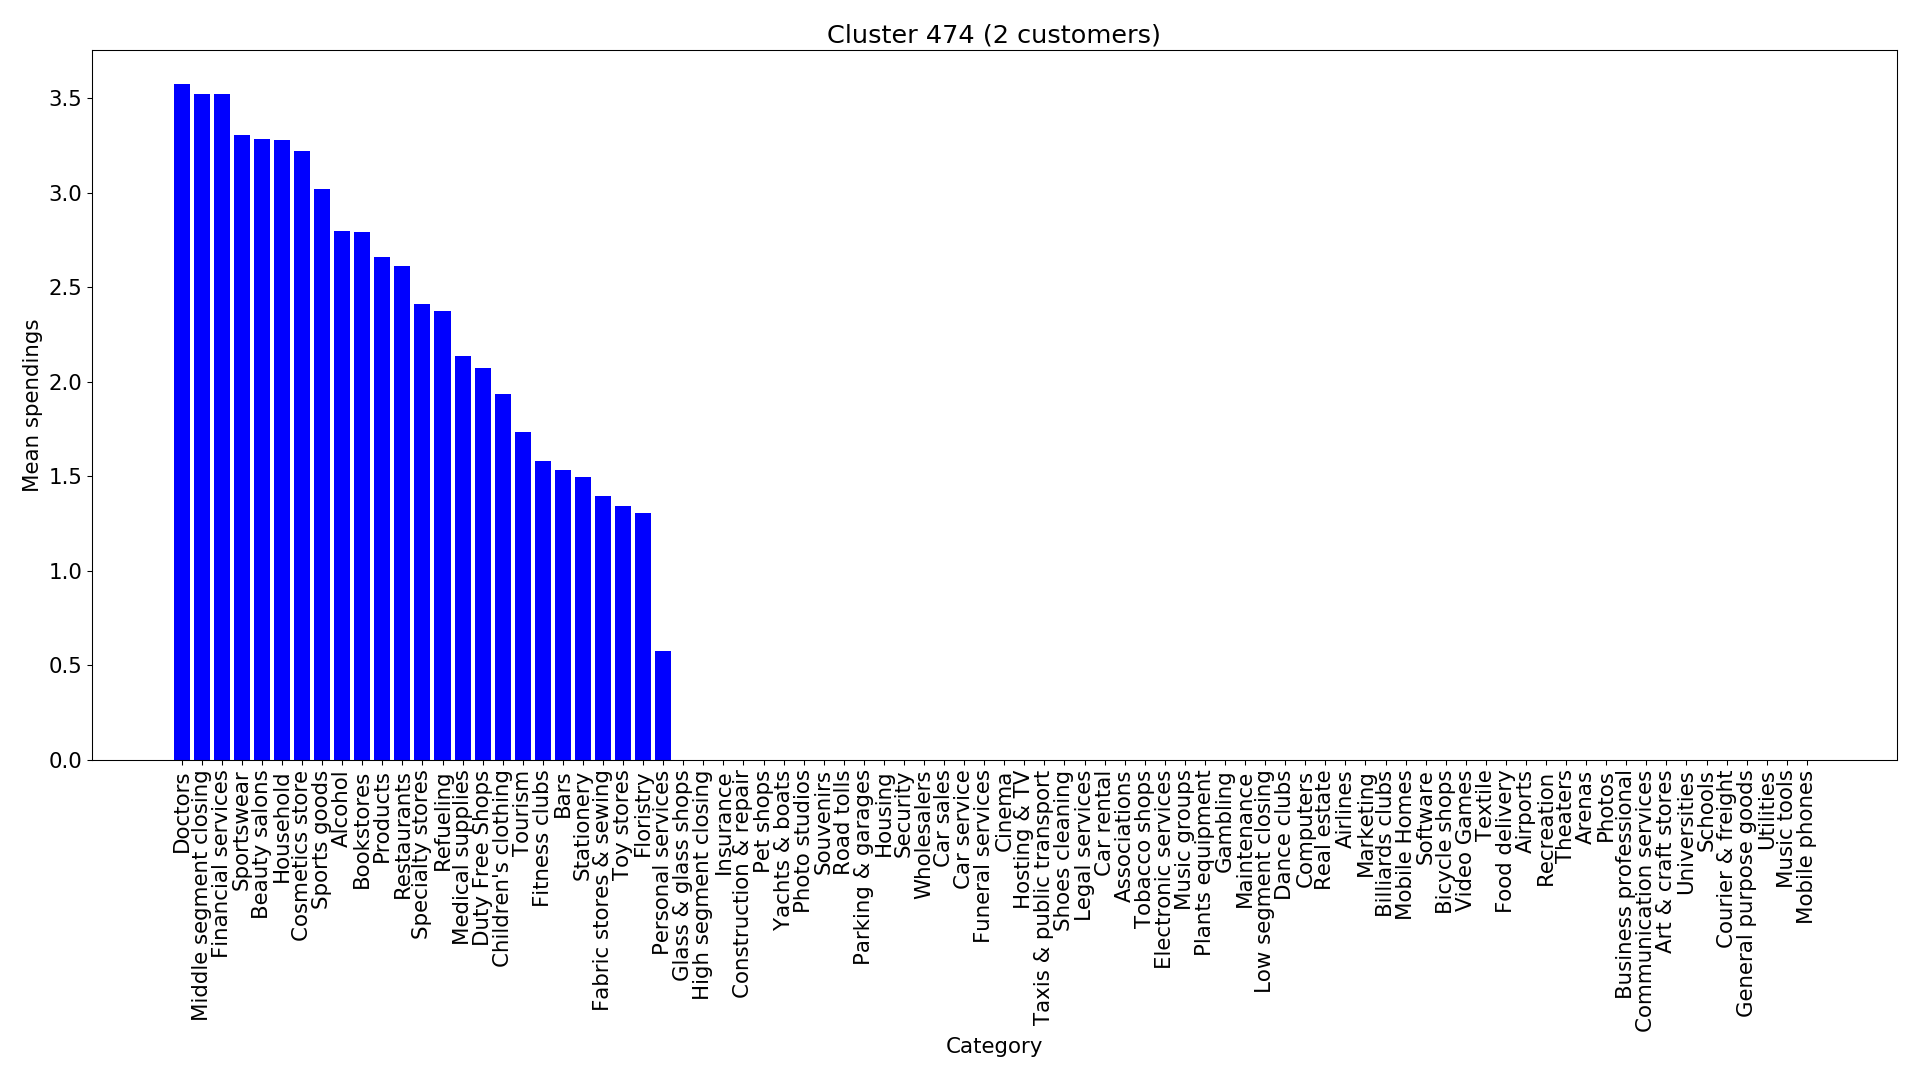 Cluster 474 (2 customers)
Mean spendings
3.5
3.0
2.5
2.0
1.5
1.0
0.5
0.0
Doctors
Middle segment closing
Financial services
Sportswear
Beauty salons
Household
Cosmetics store
Sports goods
Alcohol
Bookstores
Products
Restaurants
Specialty stores
Refuelling
Medical supplies
Duty Free Shops
Children's clothing
Tourism
Fitness clubs
Bars
Stationery
Fabric stores & sewing
Toy stores
Floristry
Personal services
Glass & glass shops
High segment closing
Insurance
Construction & repair
Pet shops
Yachts & boats
Photo studios
Souvenirs
Road tolls
Parking & garages
Housing
Security
Wholesalers
Car sales
Car service
Funeral services
Cinema
Hosting & TV
Taxis & public transport
Shoes cleaning
Legal services
Car rental
Associations
Tobacco shops
Electronic services
Music groups
Plants equipment
Gambling
Maintenance
Low segment closing
Dance clubs
Computers
Real estate
Airlines
Marketing
Billiards clubs
Mobile Homes
Software
Bicycle shops
Video Games
Textile
Food delivery
Airports
Recreation
Theaters
Arenas
Photos
Business professional
Communication services
Art & craft stores
Universities
Schools
Courier & freight
General purpose goods
Utilities
Music tools
Mobile phones
Category